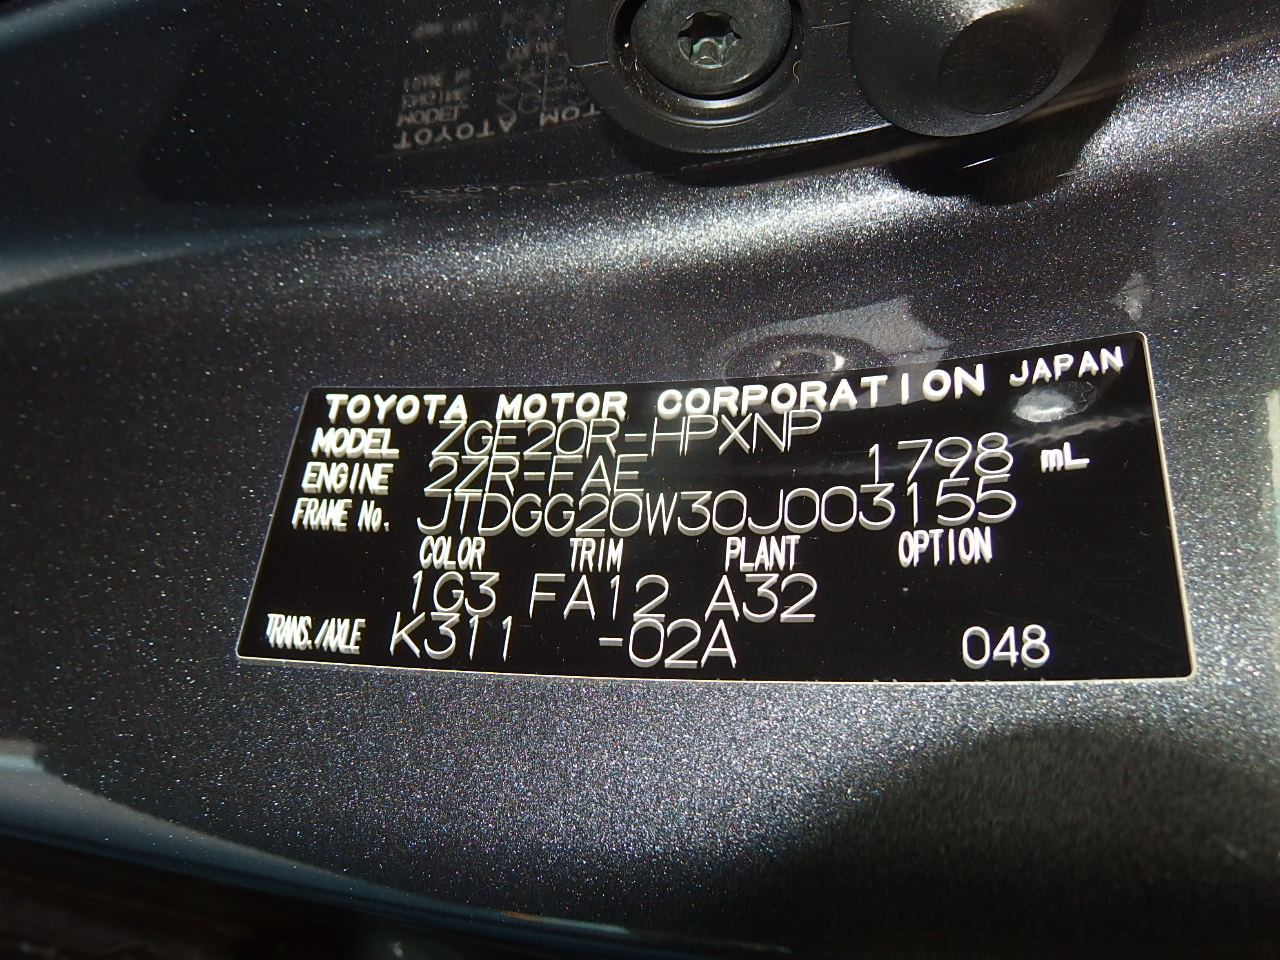 TOYOTA MOTOR CORPORATION JAPAN
MODEL ZGE20R-HPXNP
ENGINE 2ZR-FAE 1798 mL
FRAME No. JTDGG20W30J003155
COLOR TRIM PLANT OPTION
1G3 FA12 A32
TRANS./AXLE K311 -02A 048